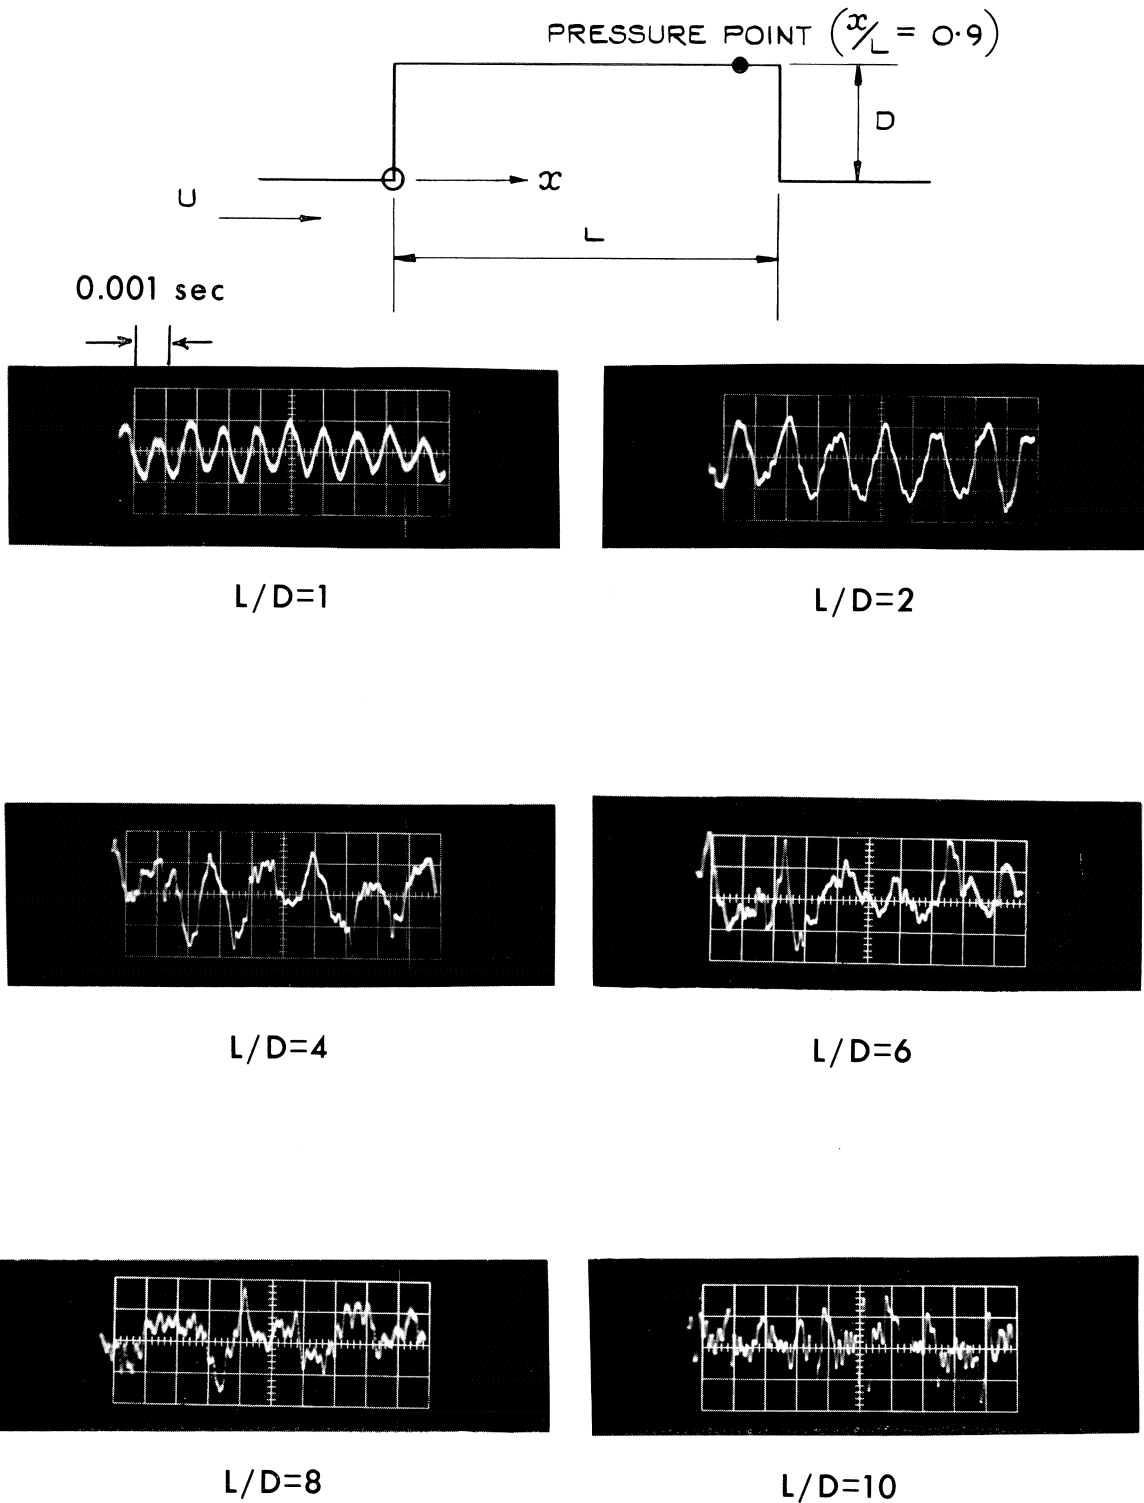 PRESSURE POINT (x/L = 0·9)
D
x
U
L
0.001 sec
L/D=1
L/D=2
L/D=4
L/D=6
L/D=8
L/D=10